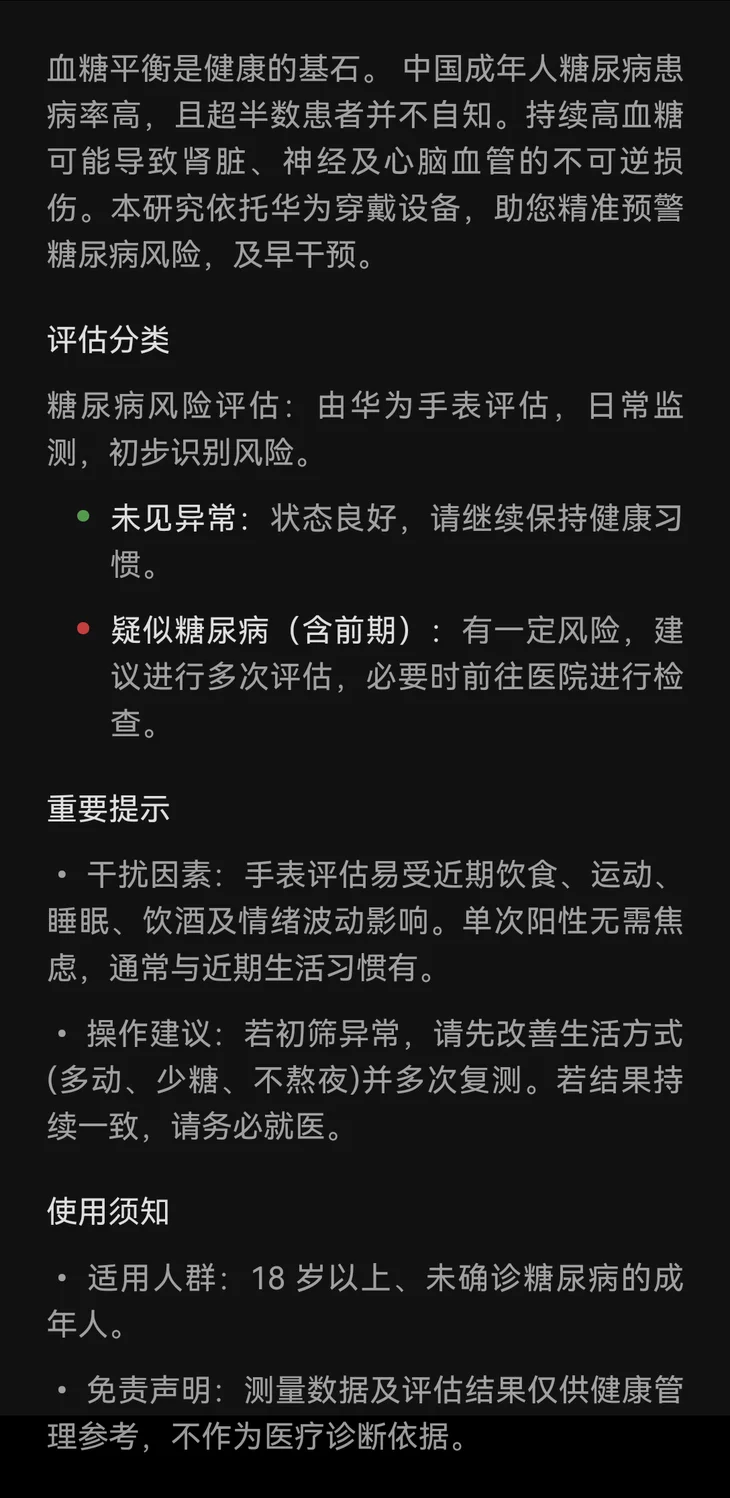 血糖平衡是健康的基石。 中国成年人糖尿病患
病率高，且超半数患者并不自知。持续高血糖
可能导致肾脏、神经及心脑血管的不可逆损
伤。本研究依托华为穿戴设备，助您精准预警
糖尿病风险，及早干预。
评估分类
糖尿病风险评估：由华为手表评估，日常监
测，初步识别风险。
• 未见异常：状态良好，请继续保持健康习
惯。
• 疑似糖尿病（含前期）：有一定风险，建
议进行多次评估，必要时前往医院进行检
查。
重要提示
• 干扰因素：手表评估易受近期饮食、运动、
睡眠、饮酒及情绪波动影响。单次阳性无需焦
虑，通常与近期生活习惯有。
• 操作建议：若初筛异常，请先改善生活方式
(多动、少糖、不熬夜)并多次复测。若结果持
续一致，请务必就医。
使用须知
• 适用人群：18 岁以上、未确诊糖尿病的成
年人。
• 免责声明：测量数据及评估结果仅供健康管
理参考，不作为医疗诊断依据。